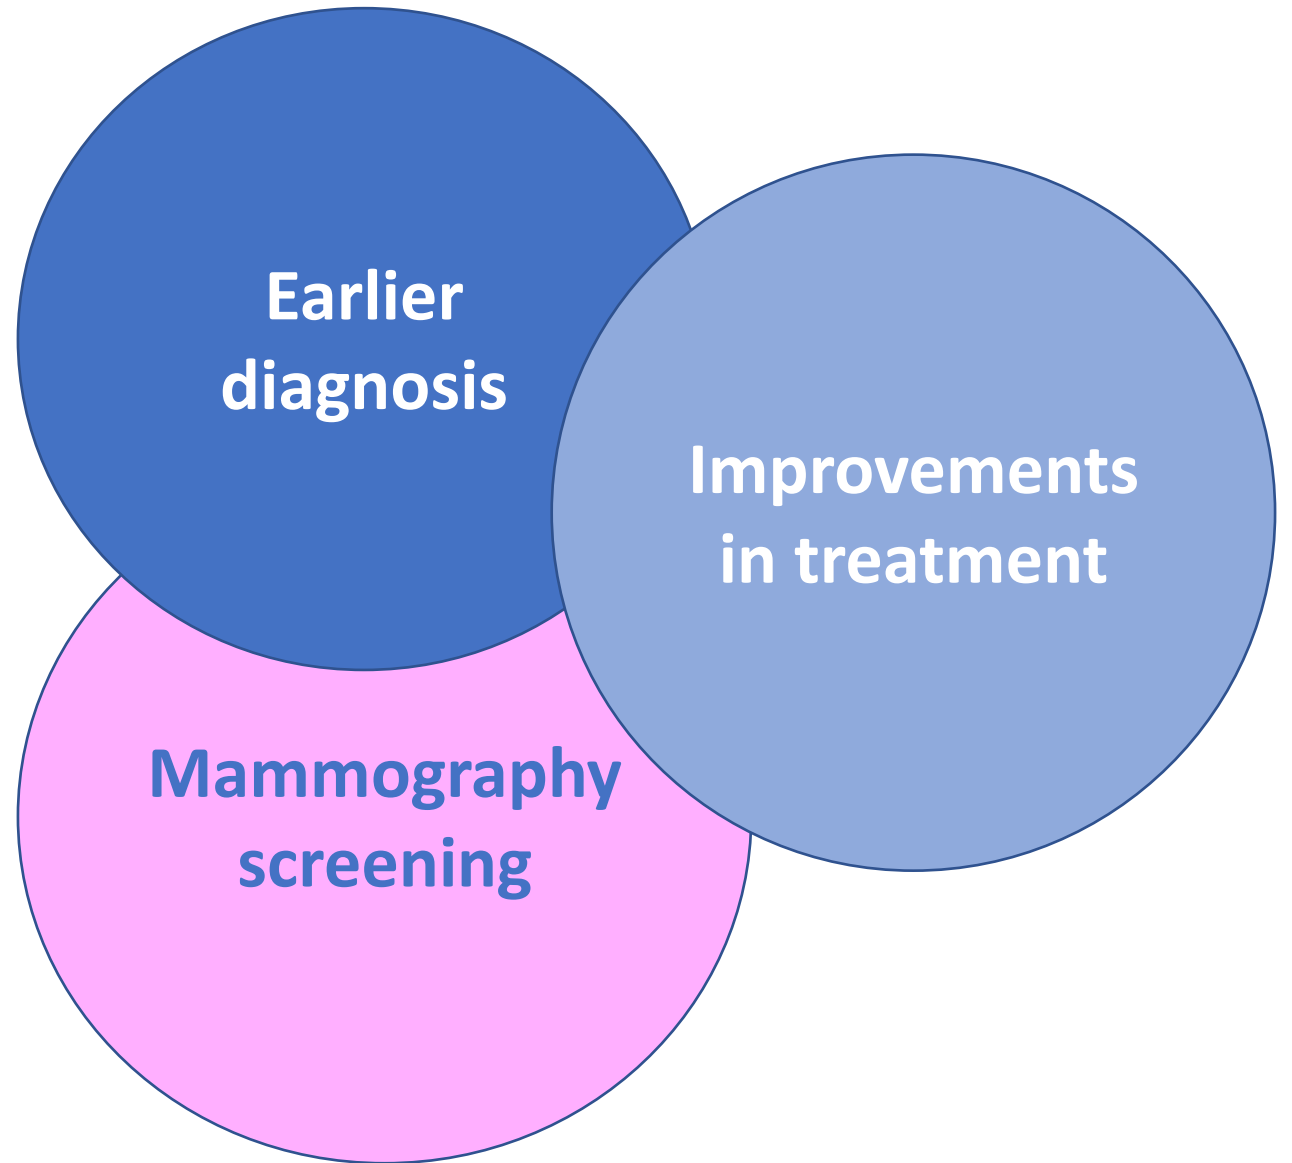 Earlier
diagnosis
Improvements
in treatment
Mammography
screening